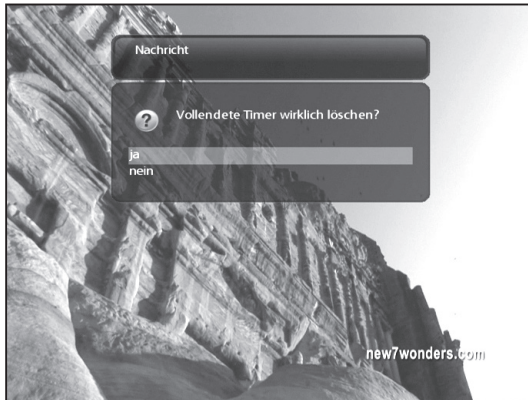 Nachricht
Vollendete Timer wirklich löschen?
ja
nein
new7wonders.com